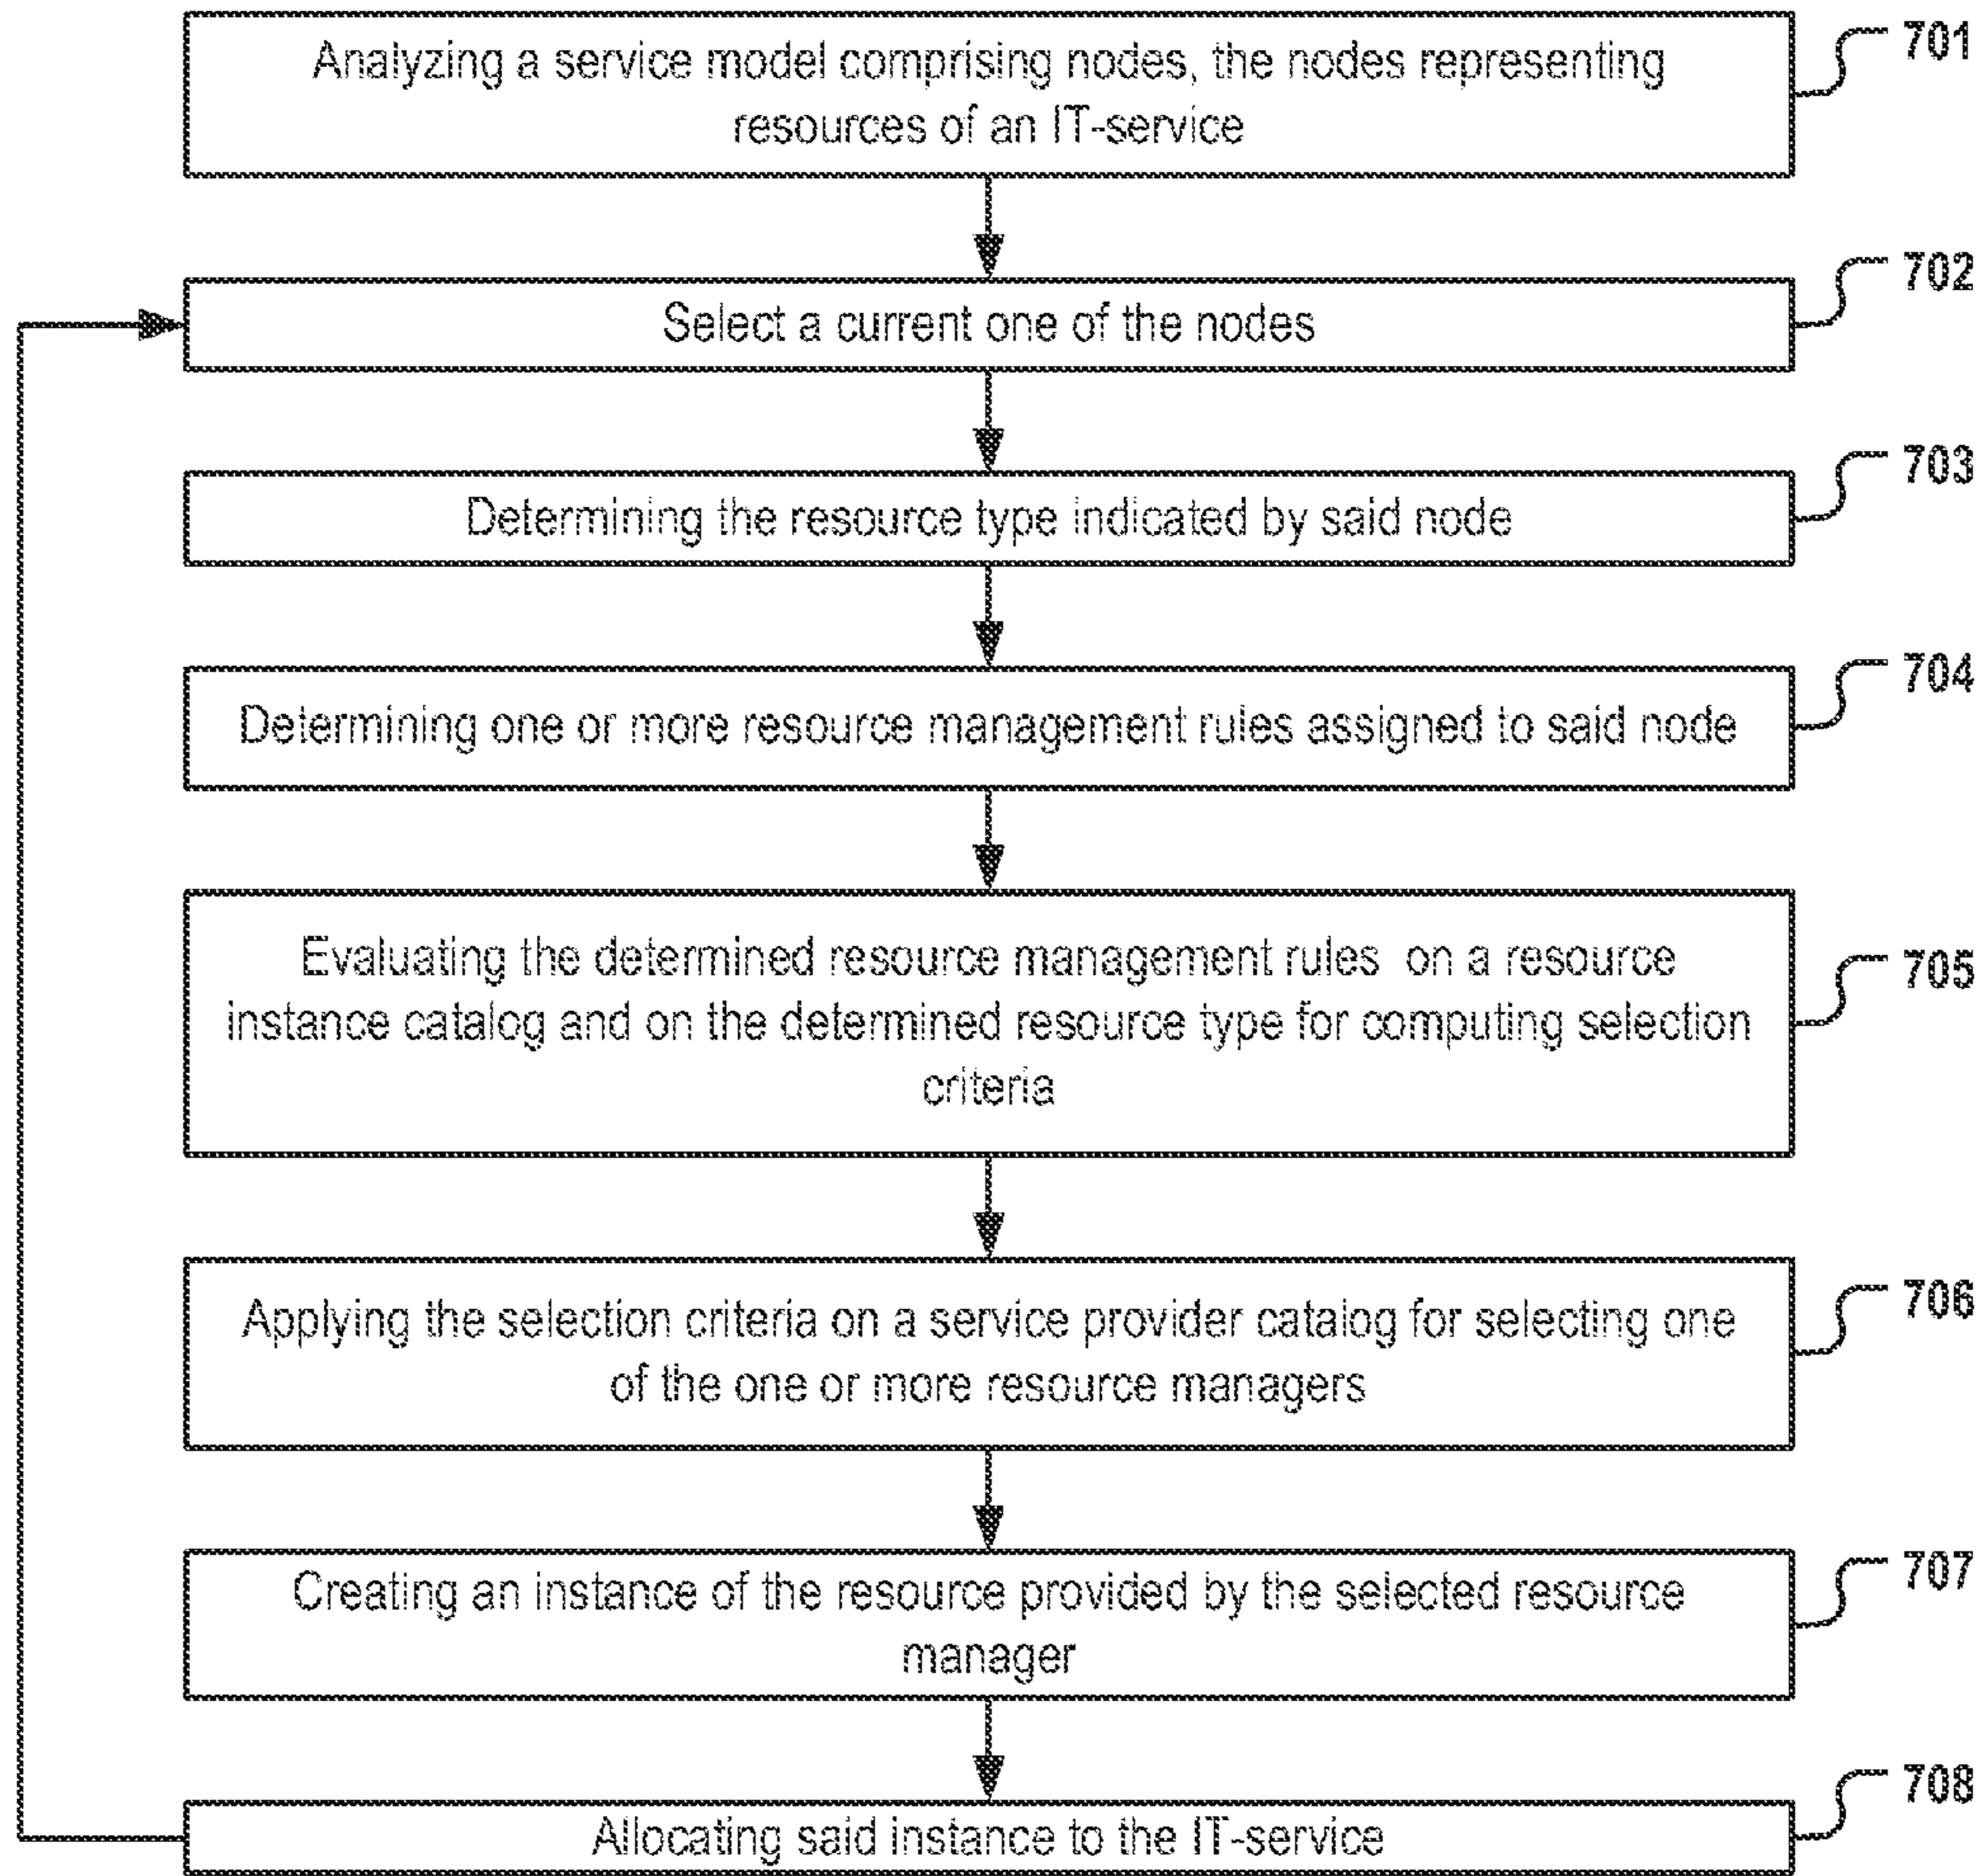 Analyzing a service model comprising nodes, the nodes representing
resources of an IT-service
701
Select a current one of the nodes
702
Determining the resource type indicated by said node
703
Determining one or more resource management rules assigned to said node
704
Evaluating the determined resource management rules on a resource
instance catalog and on the determined resource type for computing selection
criteria
705
Applying the selection criteria on a service provider catalog for selecting one
of the one or more resource managers
706
Creating an instance of the resource provided by the selected resource
manager
707
Allocating said instance to the IT-service
708